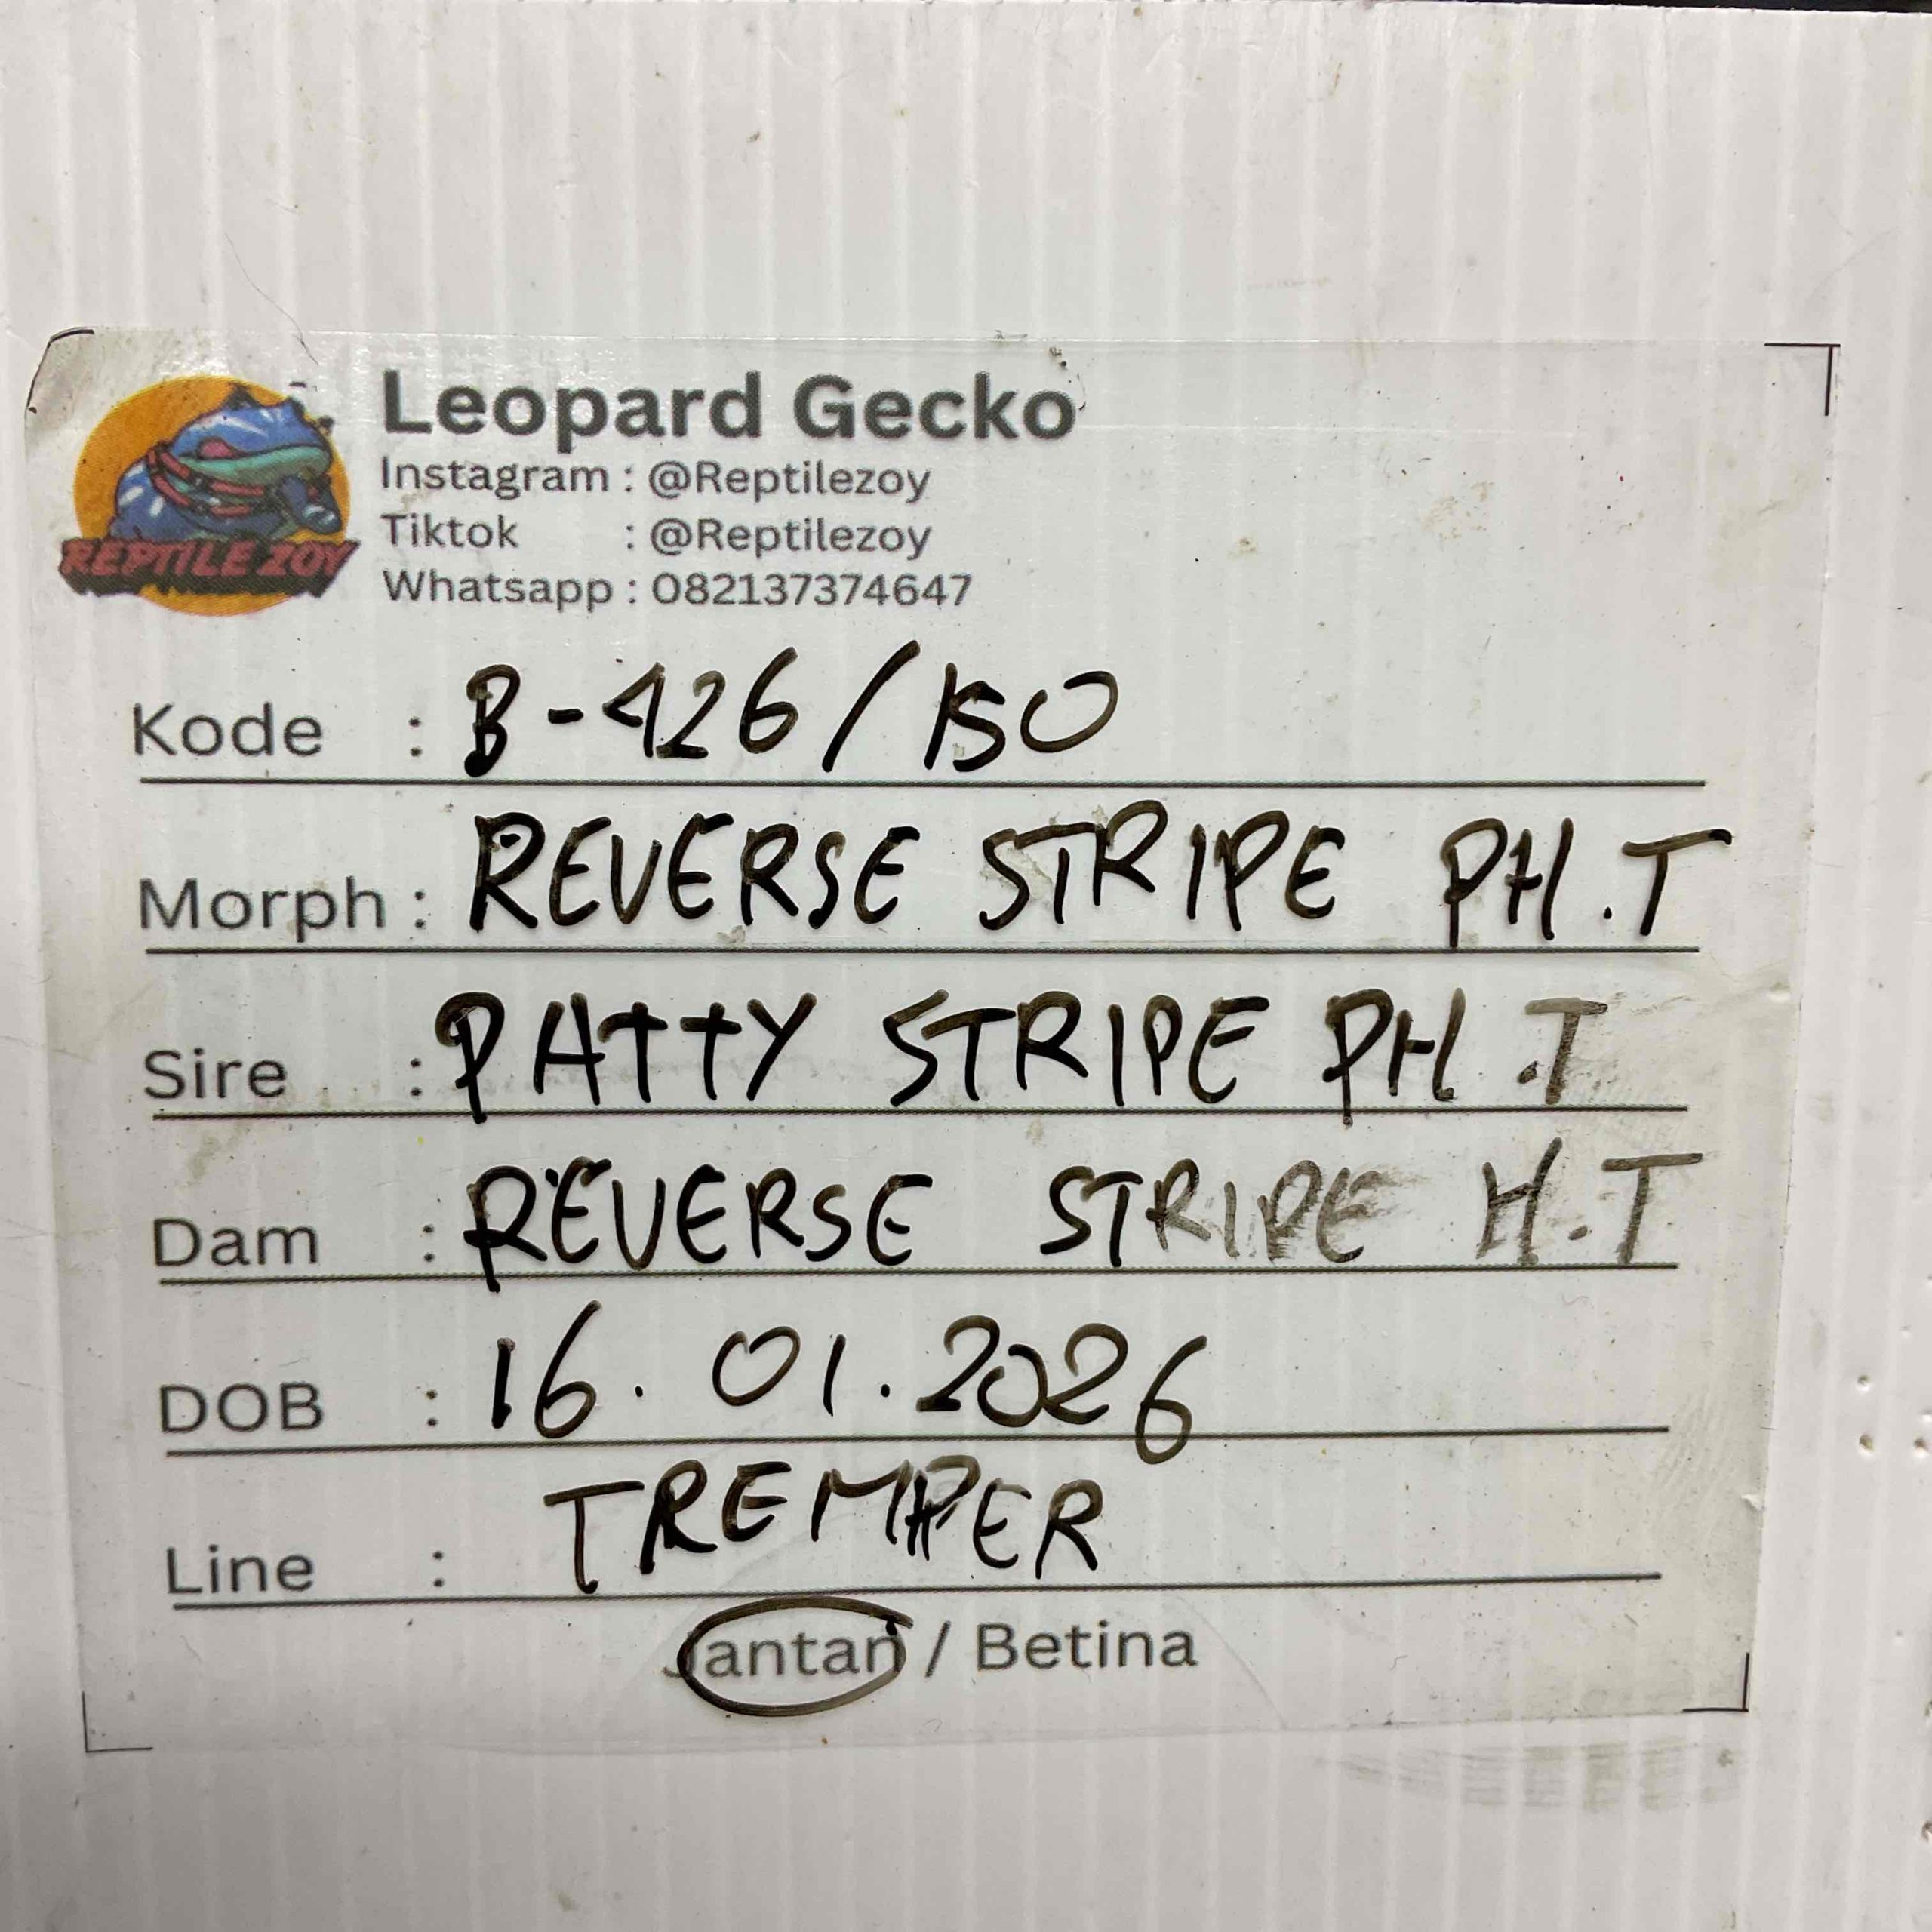 REPTILE ZOY
Leopard Gecko
Instagram : @Reptilezoy
Tiktok : @Reptilezoy
Whatsapp : 082137374647
Kode : B-426/150
Morph : REVERSE STRIPE PH.T
Sire : PATTY STRIPE PH.T
Dam : REVERSE STRIPE H.T
DOB : 16.01.2026
Line : TREMPER
Jantan / Betina